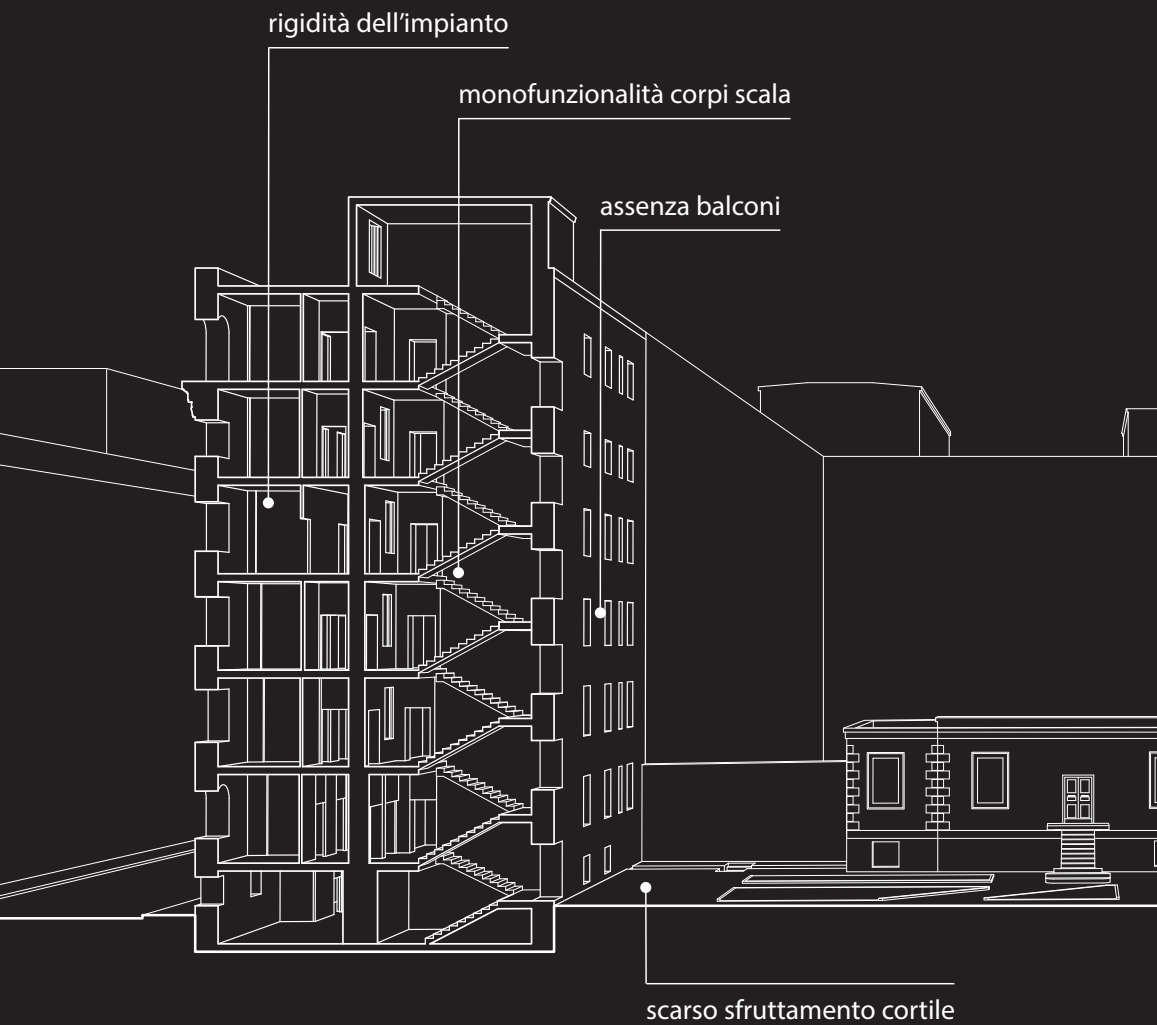 rigidità dell’impianto
monofunzionalità corpi scala
assenza balconi
scarso sfruttamento cortile